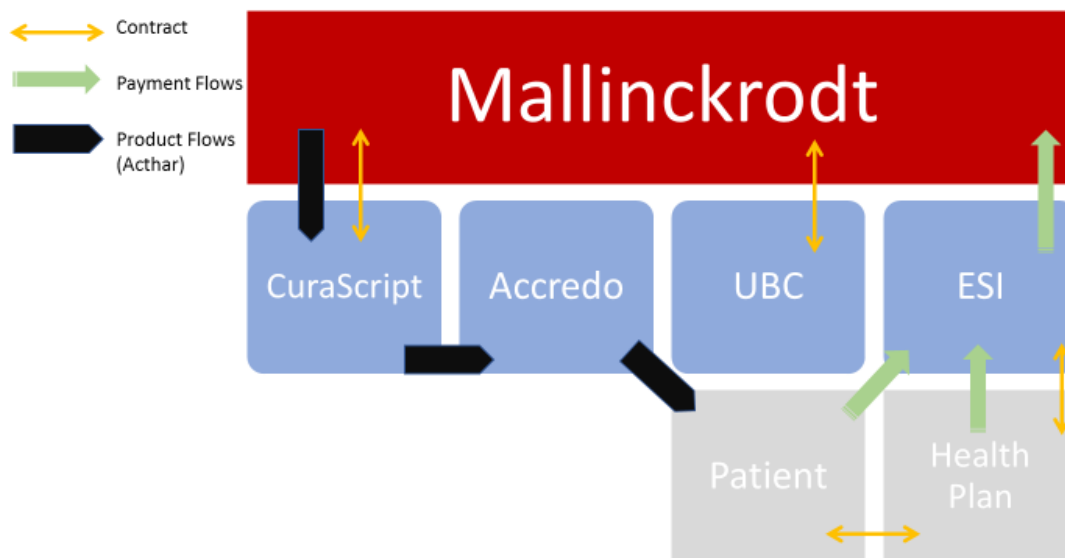 Contract
Payment Flows
Product Flows
(Acthar)
Mallinckrodt
CuraScript
Accredo
UBC
ESI
Patient
Health
Plan